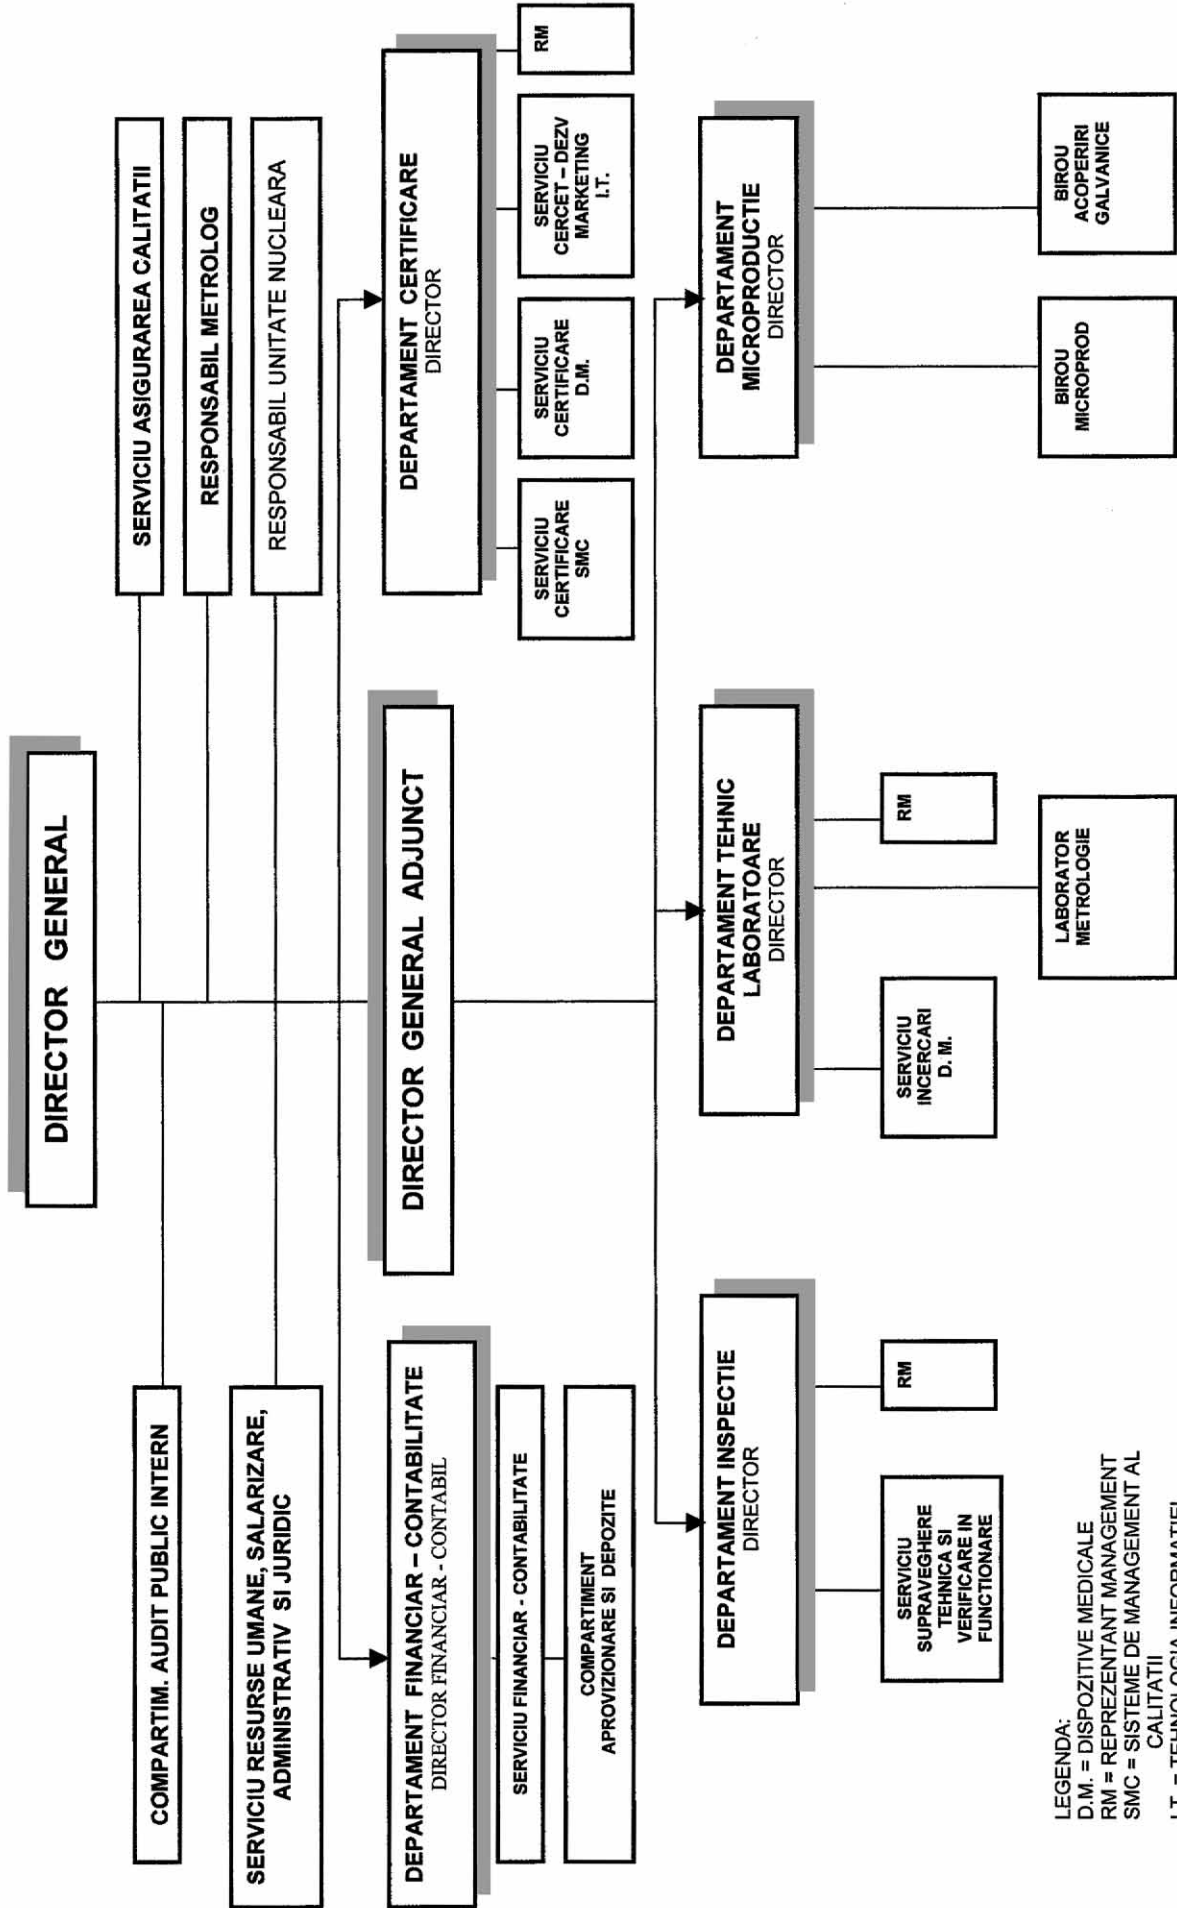 DIRECTOR GENERAL
COMPARTIM. AUDIT PUBLIC INTERN
SERVICIU ASIGURAREA CALITATII
RESPONSABIL METROLOG
SERVICIU RESURSE UMANE, SALARIZARE,
ADMINISTRATIV SI JURIDIC
RESPONSABIL UNITATE NUCLEARA
DEPARTAMENT FINANCIAR – CONTABILITATE
DIRECTOR FINANCIAR - CONTABIL
SERVICIU FINANCIAR - CONTABILITATE
COMPARTIMENT
APROVIZIONARE SI DEPOZITE
DIRECTOR GENERAL ADJUNCT
DEPARTAMENT CERTIFICARE
DIRECTOR
SERVICIU
CERTIFICARE
SMC
SERVICIU
CERTIFICARE
D.M.
SERVICIU
CERCET – DEZV
MARKETING
I.T.
RM
DEPARTAMENT INSPECTIE
DIRECTOR
SERVICIU
SUPRAVEGHERE
TEHNICA SI
VERIFICARE IN
FUNCTIONARE
RM
DEPARTAMENT TEHNIC
LABORATOARE
DIRECTOR
SERVICIU
INCERCARI
D. M.
RM
LABORATOR
METROLOGIE
DEPARTAMENT
MICROPRODUCTIE
DIRECTOR
BIROU
MICROPROD
BIROU
ACOPERIRI
GALVANICE
LEGENDA:
D.M. = DISPOZITIVE MEDICALE
RM = REPREZENTANT MANAGEMENT
SMC = SISTEME DE MANAGEMENT AL
CALITATII
I.T. = TEHNOLOGIA INFORMATIEI